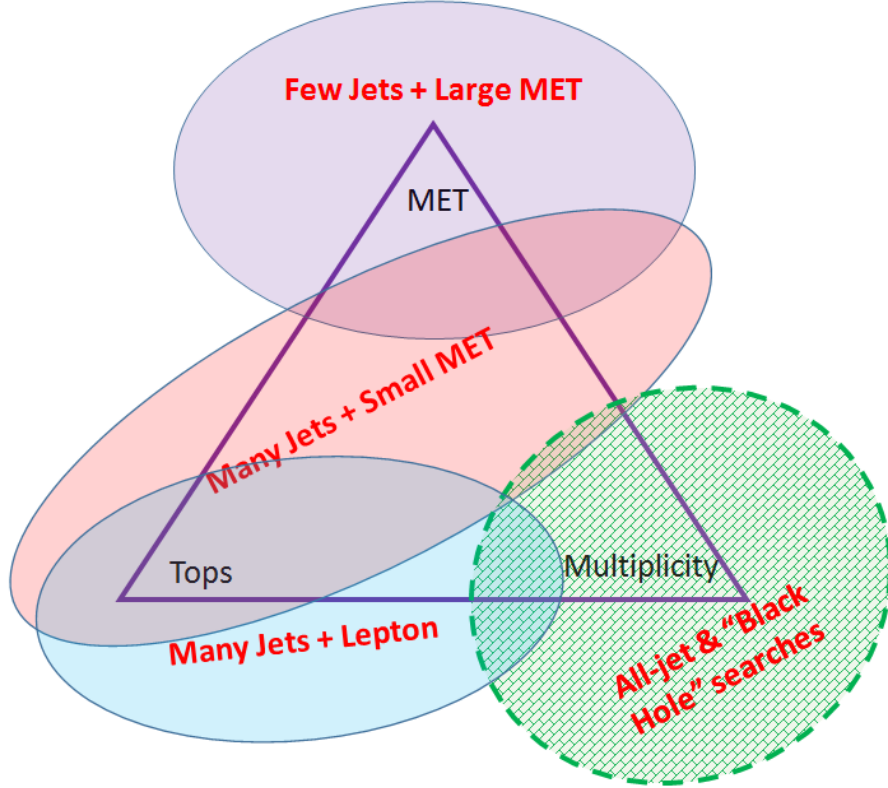 Few Jets + Large MET
MET
Many Jets + Small MET
Tops
Multiplicity
Many Jets + Lepton
All-jet & “Black
Hole” searches